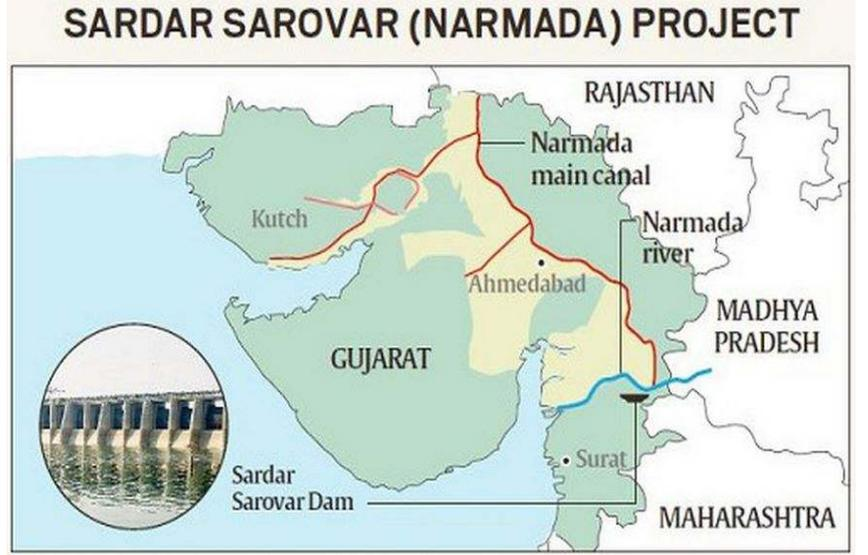 SARDAR SAROVAR (NARMADA) PROJECT
RAJASTHAN
Narmada
main canal
Kutch
Narmada
river
Ahmedabad
MADHYA
PRADESH
GUJARAT
Surat
Sardar
Sarovar Dam
MAHARASHTRA